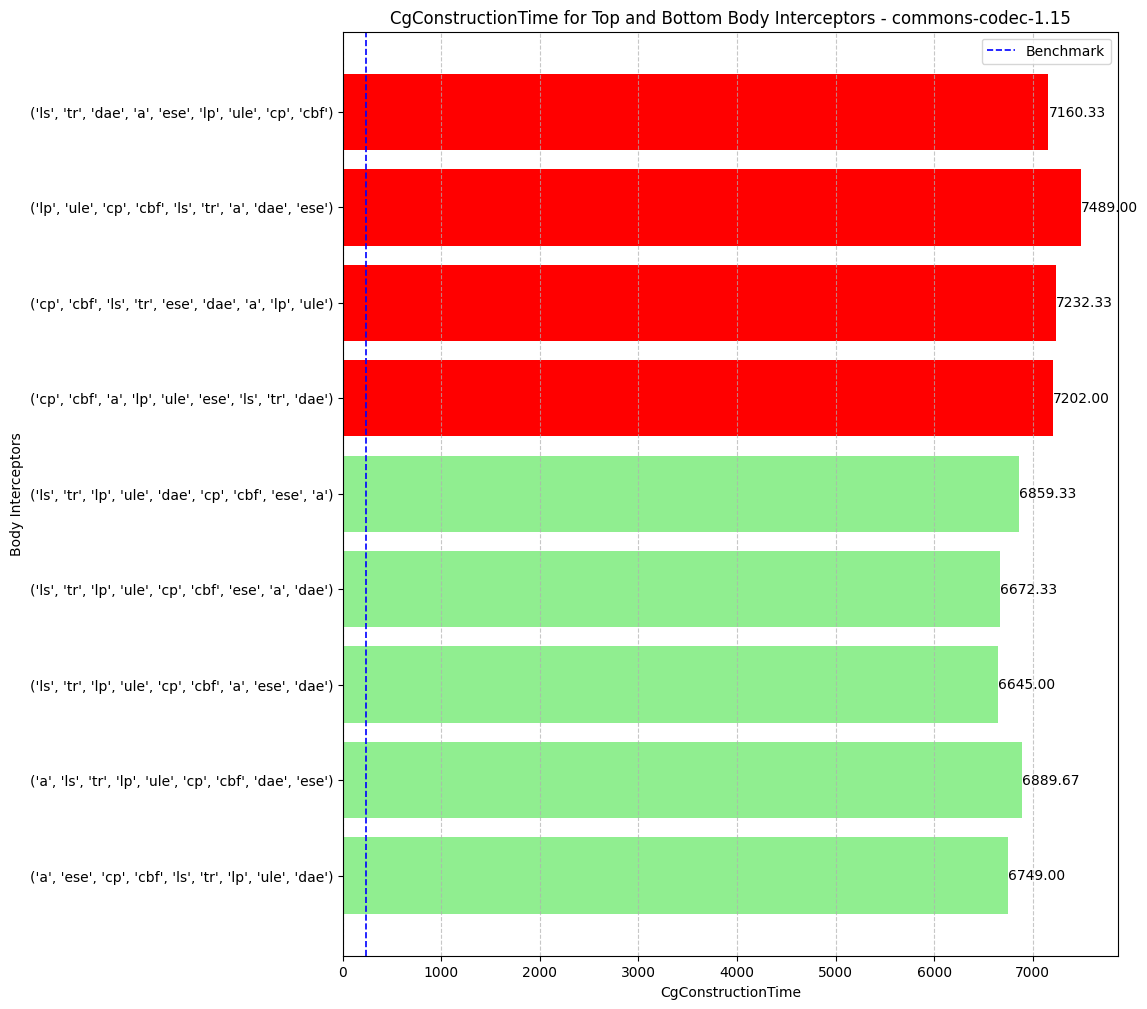 CgConstructionTime for Top and Bottom Body Interceptors - commons-codec-1.15
Benchmark
('ls', 'tr', 'dae', 'a', 'ese', 'lp', 'ule', 'cp', 'cbf') 7160.33
('lp', 'ule', 'cp', 'cbf', 'ls', 'tr', 'a', 'dae', 'ese') 7489.00
('cp', 'cbf', 'ls', 'tr', 'ese', 'dae', 'a', 'lp', 'ule') 7232.33
('cp', 'cbf', 'a', 'lp', 'ule', 'ese', 'ls', 'tr', 'dae') 7202.00
('ls', 'tr', 'lp', 'ule', 'dae', 'cp', 'cbf', 'ese', 'a') 6859.33
('ls', 'tr', 'lp', 'ule', 'cp', 'cbf', 'ese', 'a', 'dae') 6672.33
('ls', 'tr', 'lp', 'ule', 'cp', 'cbf', 'a', 'ese', 'dae') 6645.00
('a', 'ls', 'tr', 'lp', 'ule', 'cp', 'cbf', 'dae', 'ese') 6889.67
('a', 'ese', 'cp', 'cbf', 'ls', 'tr', 'lp', 'ule', 'dae') 6749.00
Body Interceptors
0 1000 2000 3000 4000 5000 6000 7000
CgConstructionTime